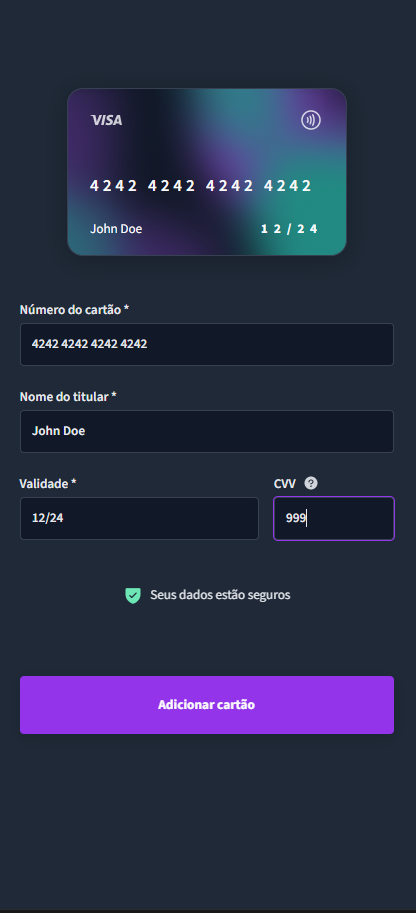 VISA
4242 4242 4242 4242
John Doe
12/24
Número do cartão *
4242 4242 4242 4242
Nome do titular *
John Doe
Validade *
CVV ?
12/24
999
Seus dados estão seguros
Adicionar cartão